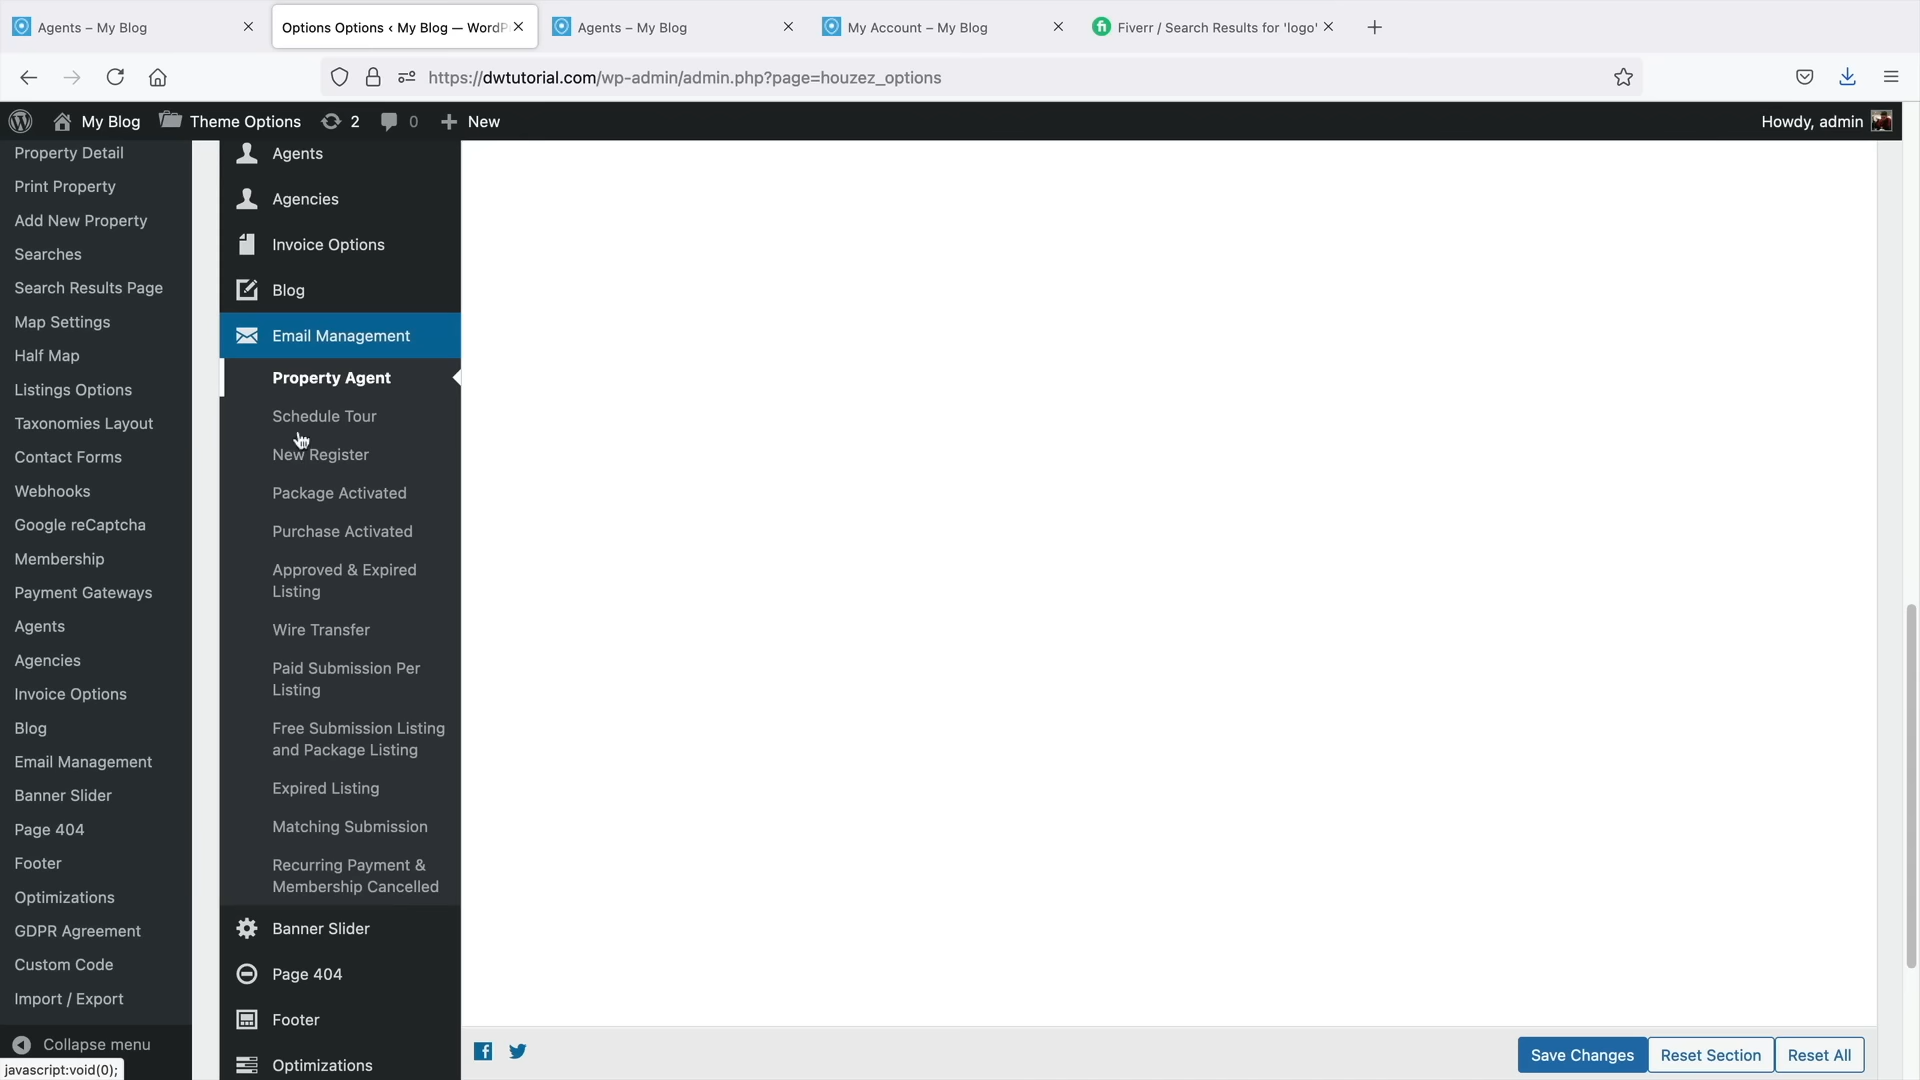 Agents – My Blog
Options Options ‹ My Blog — WordP
Agents – My Blog
My Account – My Blog
Fiverr / Search Results for 'logo'
https://dwtutorial.com/wp-admin/admin.php?page=houzez_options
My Blog
Theme Options
2
0
New
Howdy, admin
Property Detail
Print Property
Add New Property
Searches
Search Results Page
Map Settings
Half Map
Listings Options
Taxonomies Layout
Contact Forms
Webhooks
Google reCaptcha
Membership
Payment Gateways
Agents
Agencies
Invoice Options
Blog
Email Management
Banner Slider
Page 404
Footer
Optimizations
GDPR Agreement
Custom Code
Import / Export
Collapse menu
javascript:void(0);
Agents
Agencies
Invoice Options
Blog
Email Management
Property Agent
Schedule Tour
New Register
Package Activated
Purchase Activated
Approved & Expired
Listing
Wire Transfer
Paid Submission Per
Listing
Free Submission Listing
and Package Listing
Expired Listing
Matching Submission
Recurring Payment &
Membership Cancelled
Banner Slider
Page 404
Footer
Optimizations
Save Changes
Reset Section
Reset All